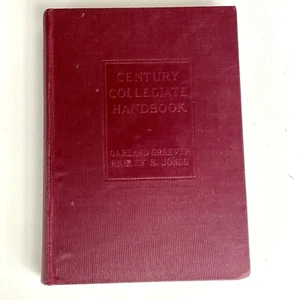 CENTURY
COLLEGIATE
HANDBOOK
GARLAND GREEVER
EASLEY S. JONES